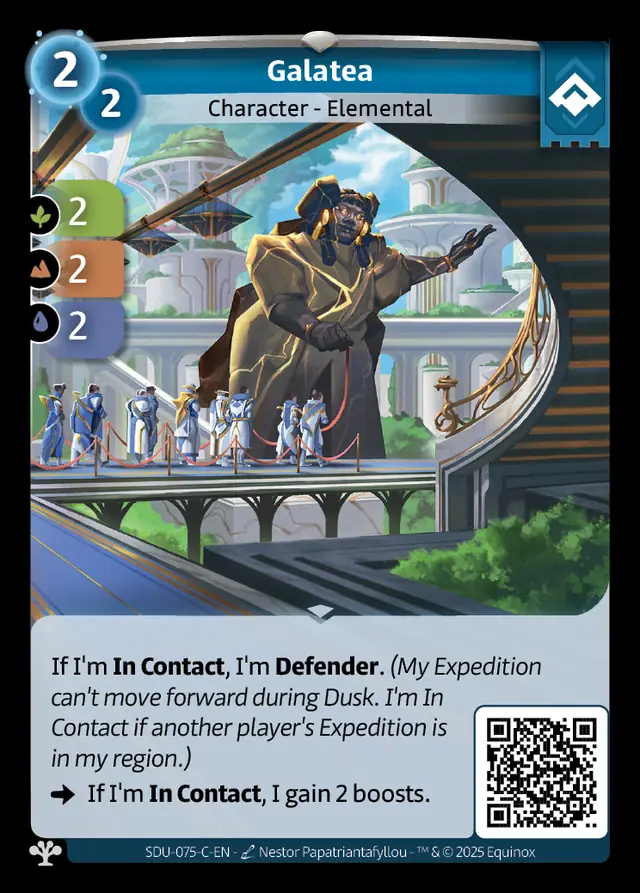 2
Galatea
2
Character - Elemental
2
2
2
If I'm In Contact, I'm Defender. (My Expedition
can't move forward during Dusk. I'm In
Contact if another player's Expedition is
in my region.)
If I'm In Contact, I gain 2 boosts.
SDU-075-C-EN - Nestor Papatriantafyllou - ™ & © 2025 Equinox